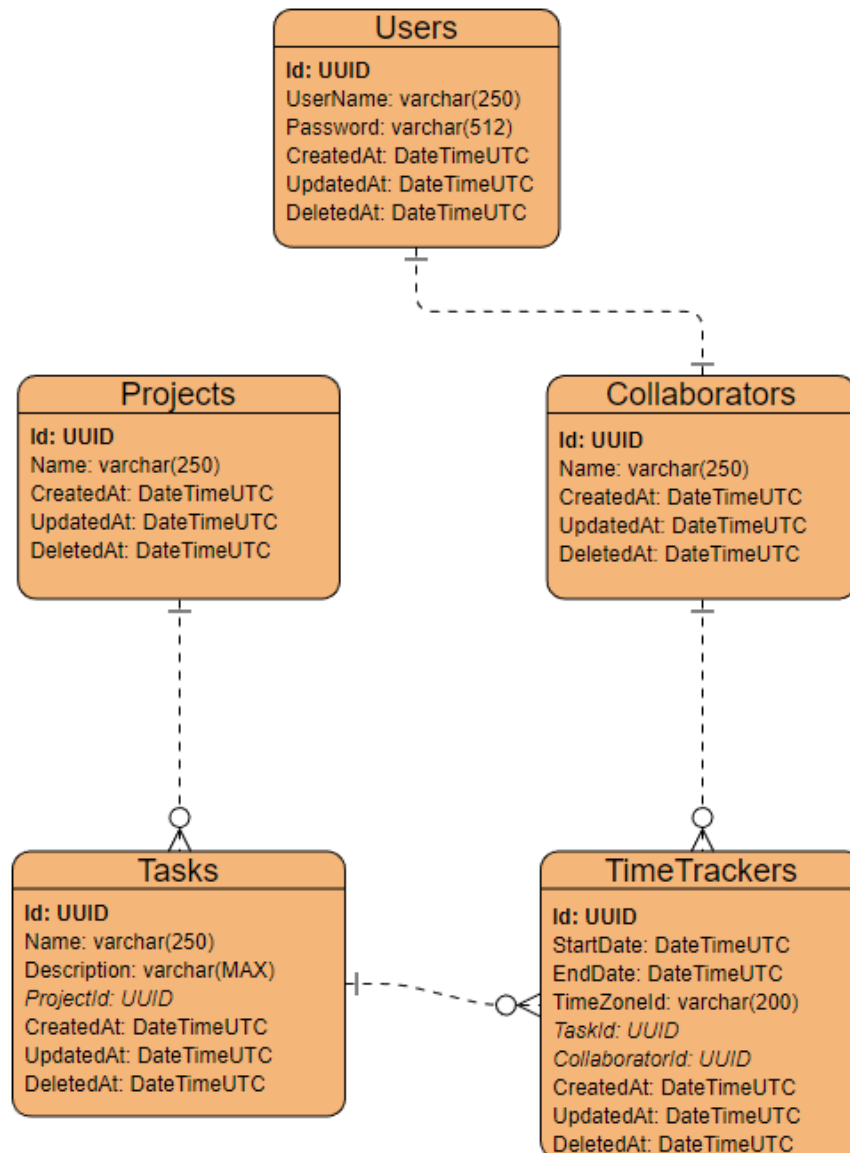 Users
Id: UUID
UserName: varchar(250)
Password: varchar(512)
CreatedAt: DateTimeUTC
UpdatedAt: DateTimeUTC
DeletedAt: DateTimeUTC
Projects
Id: UUID
Name: varchar(250)
CreatedAt: DateTimeUTC
UpdatedAt: DateTimeUTC
DeletedAt: DateTimeUTC
Collaborators
Id: UUID
Name: varchar(250)
CreatedAt: DateTimeUTC
UpdatedAt: DateTimeUTC
DeletedAt: DateTimeUTC
Tasks
Id: UUID
Name: varchar(250)
Description: varchar(MAX)
ProjectId: UUID
CreatedAt: DateTimeUTC
UpdatedAt: DateTimeUTC
DeletedAt: DateTimeUTC
TimeTrackers
Id: UUID
StartDate: DateTimeUTC
EndDate: DateTimeUTC
TimeZoneId: varchar(200)
TaskId: UUID
CollaboratorId: UUID
CreatedAt: DateTimeUTC
UpdatedAt: DateTimeUTC
DeletedAt: DateTimeUTC